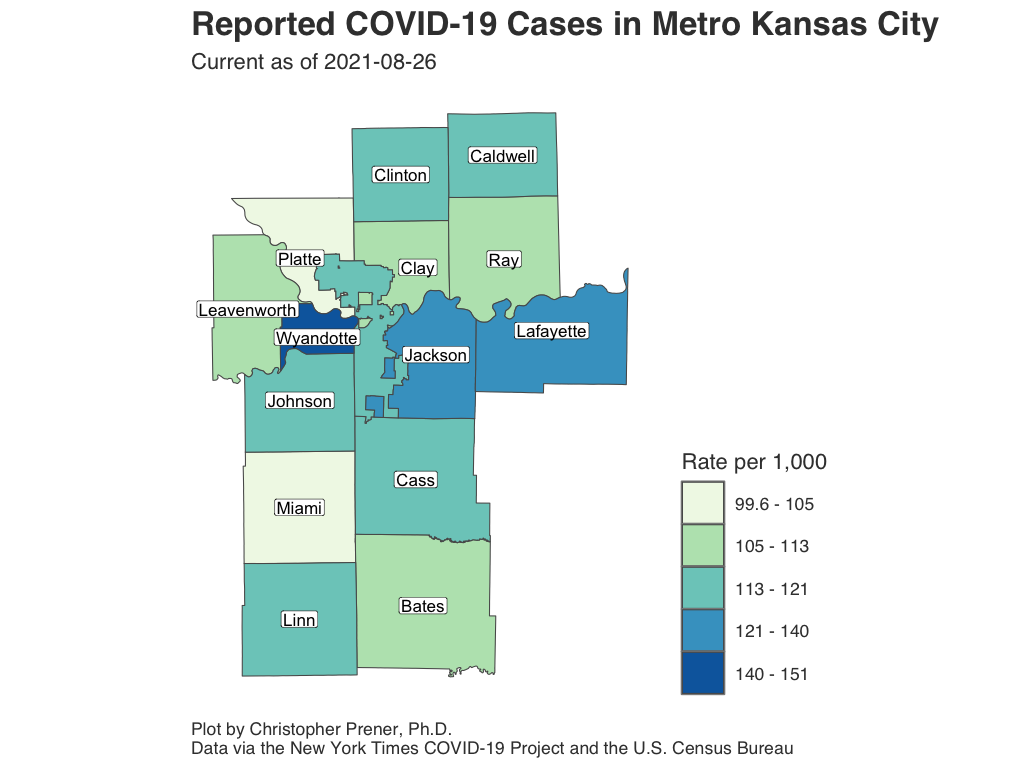 Reported COVID-19 Cases in Metro Kansas City
Current as of 2021-08-26
Caldwell
Clinton
Platte
Clay
Ray
Leavenworth
Wyandotte
Lafayette
Jackson
Johnson
Cass
Miami
Bates
Linn
Rate per 1,000
99.6 - 105
105 - 113
113 - 121
121 - 140
140 - 151
Plot by Christopher Prener, Ph.D.
Data via the New York Times COVID-19 Project and the U.S. Census Bureau